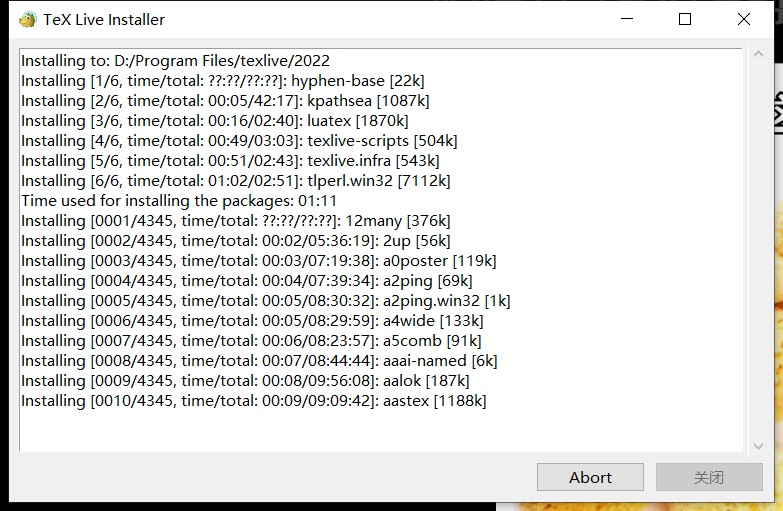 TeX Live Installer
Installing to: D:/Program Files/texlive/2022
Installing [1/6, time/total: ??:??/??:??]: hyphen-base [22k]
Installing [2/6, time/total: 00:05/42:17]: kpathsea [1087k]
Installing [3/6, time/total: 00:16/02:40]: luatex [1870k]
Installing [4/6, time/total: 00:49/03:03]: texlive-scripts [504k]
Installing [5/6, time/total: 00:51/02:43]: texlive.infra [543k]
Installing [6/6, time/total: 01:02/02:51]: tlperl.win32 [7112k]
Time used for installing the packages: 01:11
Installing [0001/4345, time/total: ??:??/??:??]: 12many [376k]
Installing [0002/4345, time/total: 00:02/05:36:19]: 2up [56k]
Installing [0003/4345, time/total: 00:03/07:19:38]: a0poster [119k]
Installing [0004/4345, time/total: 00:04/07:39:34]: a2ping [69k]
Installing [0005/4345, time/total: 00:05/08:30:32]: a2ping.win32 [1k]
Installing [0006/4345, time/total: 00:05/08:29:59]: a4wide [133k]
Installing [0007/4345, time/total: 00:06/08:23:57]: a5comb [91k]
Installing [0008/4345, time/total: 00:07/08:44:44]: aaai-named [6k]
Installing [0009/4345, time/total: 00:08/09:56:08]: aalok [187k]
Installing [0010/4345, time/total: 00:09/09:09:42]: aastex [1188k]
Abort
关闭